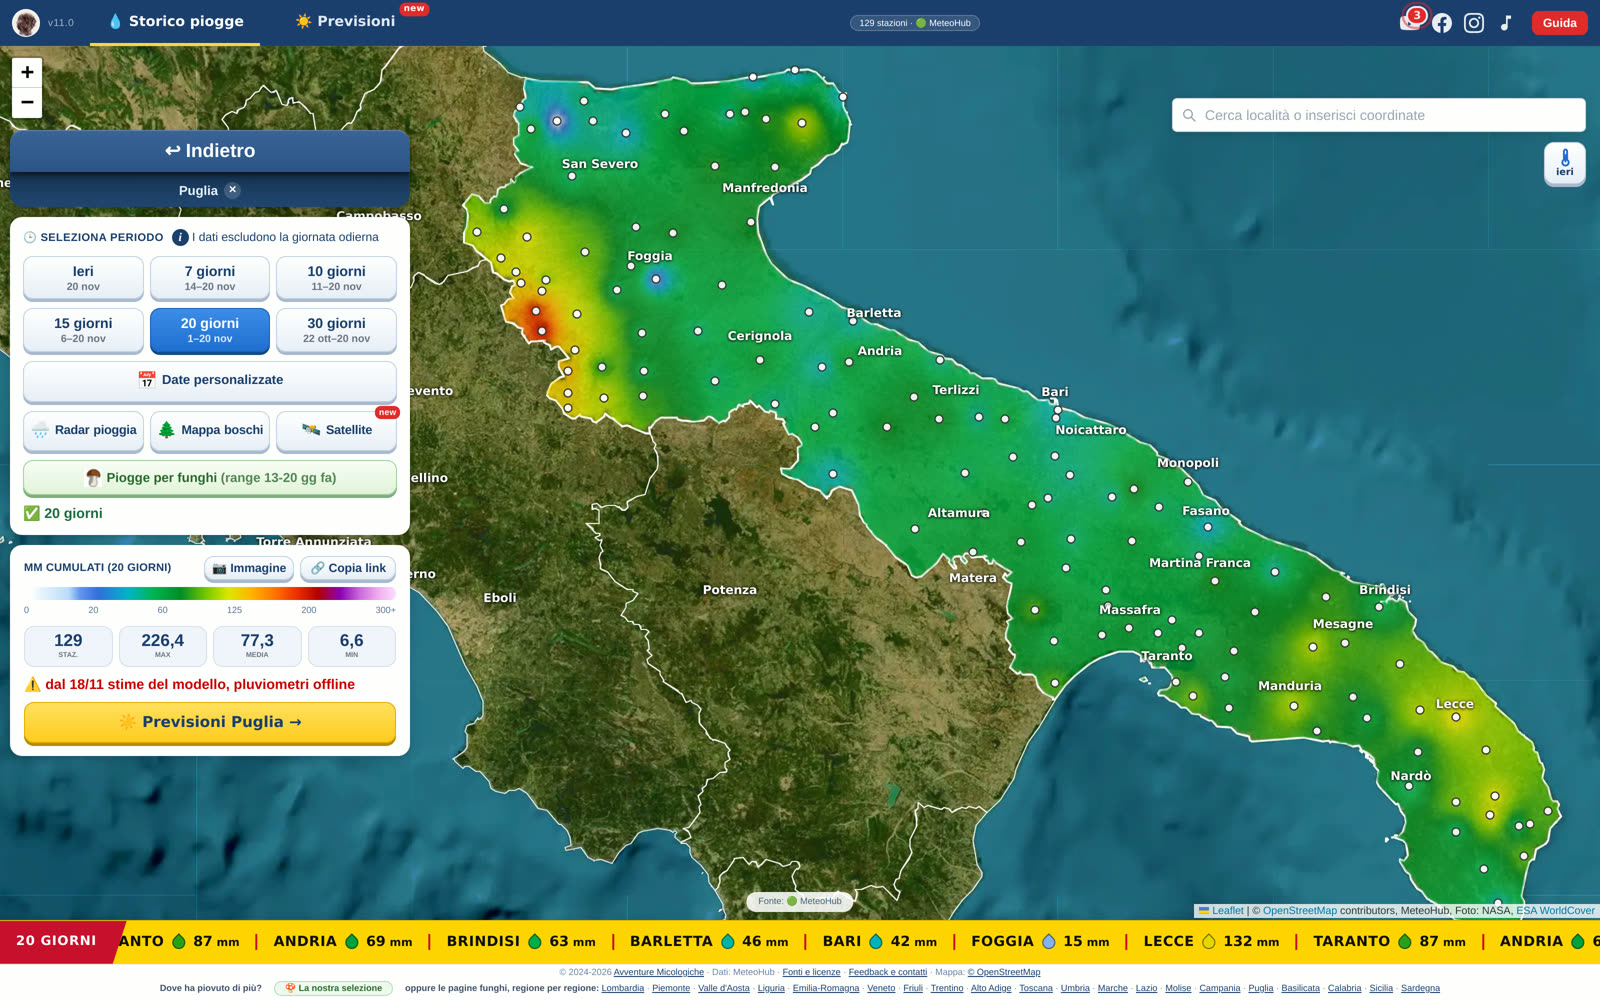 v11.0
💧 Storico piogge
☀️ Previsioni
new
129 stazioni · 🟢 MeteoHub
3
Guida
+
−
Cerca località o inserisci coordinate
ieri
↩ Indietro
Puglia ×
SELEZIONA PERIODO i I dati escludono la giornata odierna
Ieri
20 nov
7 giorni
14–20 nov
10 giorni
11–20 nov
15 giorni
6–20 nov
20 giorni
1–20 nov
30 giorni
22 ott–20 nov
📅 Date personalizzate
🌧️ Radar pioggia
🌲 Mappa boschi
🛰️ Satellite
new
Piogge per funghi (range 13-20 gg fa)
✅ 20 giorni
MM CUMULATI (20 GIORNI)
📷 Immagine
🔗 Copia link
0 20 60 125 200 300+
129
STAZ.
226,4
MAX
77,3
MEDIA
6,6
MIN
⚠️ dal 18/11 stime del modello, pluviometri offline
☀️ Previsioni Puglia →
Campobasso
San Severo
Manfredonia
Foggia
Barletta
Cerignola
Andria
evento
Terlizzi
Bari
Noicattaro
Monopoli
ellino
Altamura
Fasano
Torre Annunziata
Martina Franca
erno
Matera
Potenza
Eboli
Brindisi
Massafra
Mesagne
Taranto
Manduria
Lecce
Nardò
Fonte: 🟢 MeteoHub
Leaflet | © OpenStreetMap contributors, MeteoHub, Foto: NASA, ESA WorldCover
20 GIORNI
ANTO 87 mm | ANDRIA 69 mm | BRINDISI 63 mm | BARLETTA 46 mm | BARI 42 mm | FOGGIA 15 mm | LECCE 132 mm | TARANTO 87 mm | ANDRIA 6
© 2024-2026 Avventure Micologiche · Dati: MeteoHub · Fonti e licenze · Feedback e contatti · Mappa: © OpenStreetMap
Dove ha piovuto di più? 🍄 La nostra selezione oppure le pagine funghi, regione per regione: Lombardia · Piemonte · Valle d'Aosta · Liguria · Emilia-Romagna · Veneto · Friuli · Trentino · Alto Adige · Toscana · Umbria · Marche · Lazio · Molise · Campania · Puglia · Basilicata · Calabria · Sicilia · Sardegna